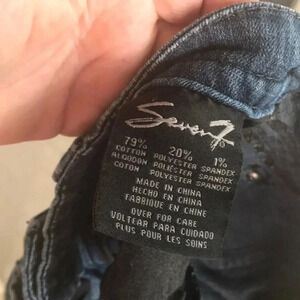 Seven7
79% 20% 1%
COTTON POLYESTER SPANDEX
ALGODON POLIÉSTER SPANDEX
COTON POLYESTER SPANDEX
MADE IN CHINA
HECHO EN CHINA
FABRIQUE EN CHINE
OVER FOR CARE
VOLTEAR PARA CUIDADO
PLUS POUR LES SOINS